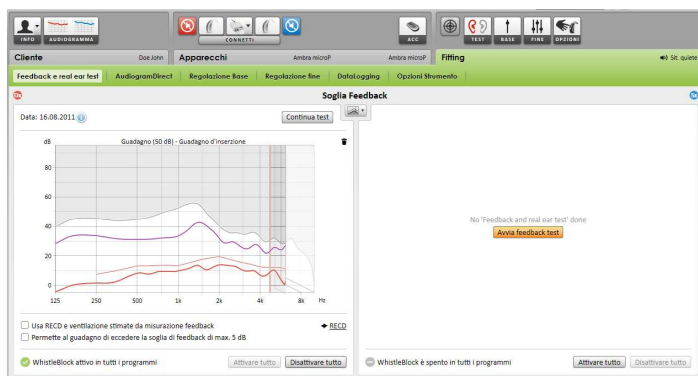 INFO AUDIOGRAMMA CONNETTI ACC TEST BASE FINE OPZIONI
Cliente Doe John Apparecchi Ambra microP Ambra microP Fitting Sit. quiete
Feedback e real ear test AudiogramDirect Regolazione Base Regolazione fine DataLogging Opzioni Strumento
Soglia Feedback
Data: 16.08.2011 Continua test
dB Guadagno (50 dB) - Guadagno d'inserzione
80
60
40
20
0
125 250 500 1k 2k 4k 8k Hz
No 'Feedback and real ear test' done
Avvia feedback test
Usa RECD e ventilazione stimate da misurazione feedback RECD
Permette al guadagno di eccedere la soglia di feedback di max. 5 dB
WhistleBlock attivo in tutti i programmi Attivare tutto Disattivare tutto
WhistleBlock è spento in tutti i programmi Attivare tutto Disattivare tutto